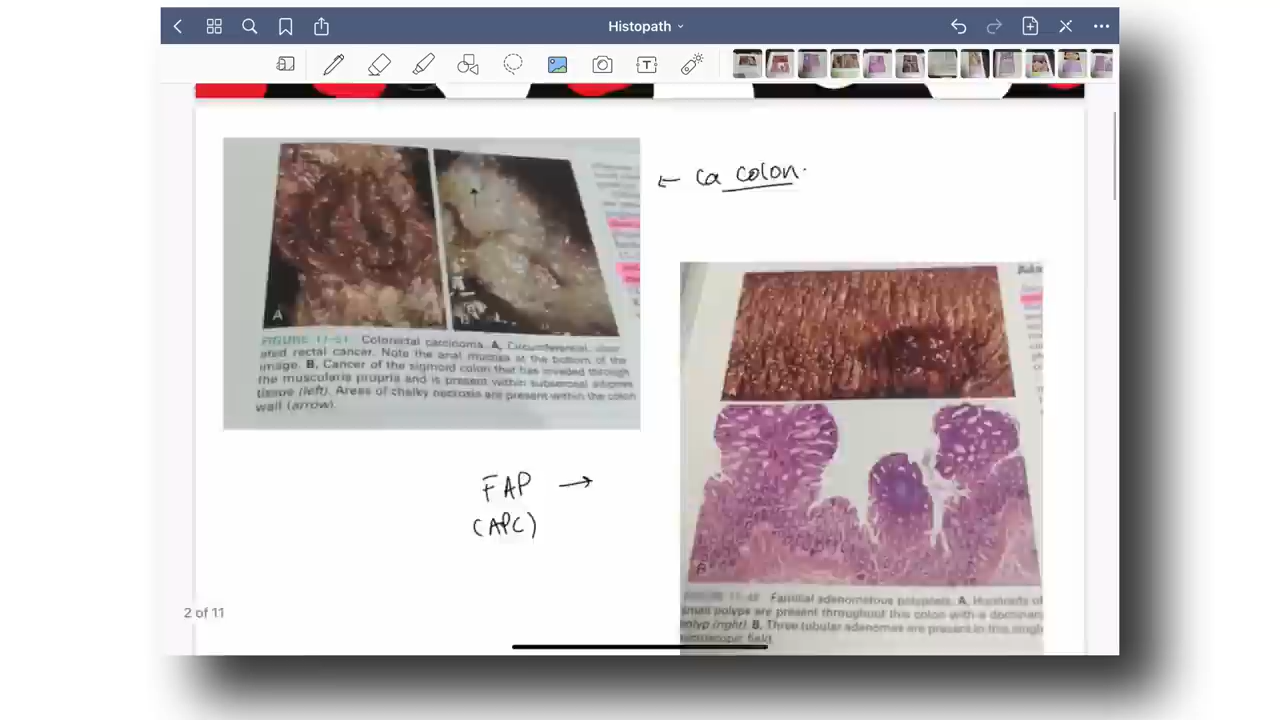 Histopath
← Ca colon.
A
FIGURE 11-51 Colorectal carcinoma. A, Circumferential, ulcer
ated rectal cancer. Note the anal mucosa at the bottom of the
image. B, Cancer of the sigmoid colon that has invaded through
the muscularis propria and is present within subserosal adipose
tissue (left). Areas of chalky necrosis are present within the colon
wall (arrow).
FAP →
(APC)
B
Familial adenomatous polyposis. A, Hundreds of
small polyps are present throughout this colon with a dominant
polyp (right). B, Three tubular adenomas are present in this single
microscopic field.
2 of 11